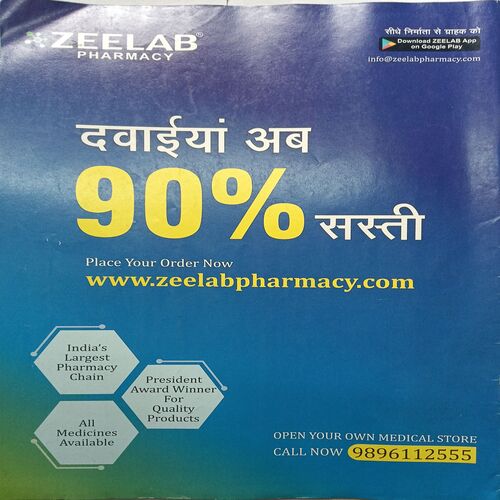 ZEELAB®
PHARMACY
सीधे निर्माता से ग्राहक को
Download ZEELAB App
on Google Play
info@zeelabpharmacy.com
दवाईयां अब
90% सस्ती
Place Your Order Now
www.zeelabpharmacy.com
India's
Largest
Pharmacy
Chain
President
Award Winner
For
Quality
Products
All
Medicines
Available
OPEN YOUR OWN MEDICAL STORE
CALL NOW 9896112555